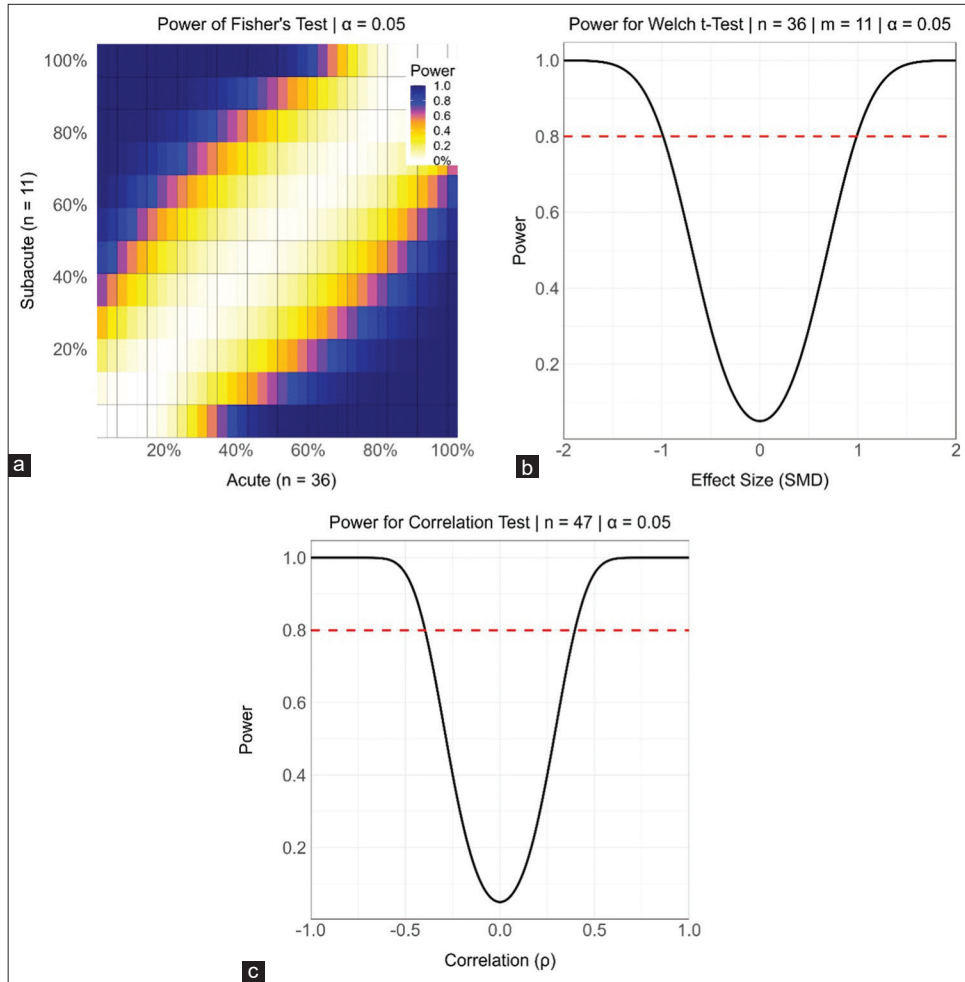 Power of Fisher's Test | α = 0.05
100%
80%
60%
40%
20%
Subacute (n = 11)
Power
1.0
0.8
0.6
0.4
0.2
0%
20%
40%
60%
80%
100%
Acute (n = 36)
a
Power for Welch t-Test | n = 36 | m = 11 | α = 0.05
1.0
0.8
0.6
0.4
0.2
Power
-2
-1
0
1
2
Effect Size (SMD)
b
Power for Correlation Test | n = 47 | α = 0.05
1.0
0.8
0.6
0.4
0.2
Power
-1.0
-0.5
0.0
0.5
1.0
Correlation (ρ)
c